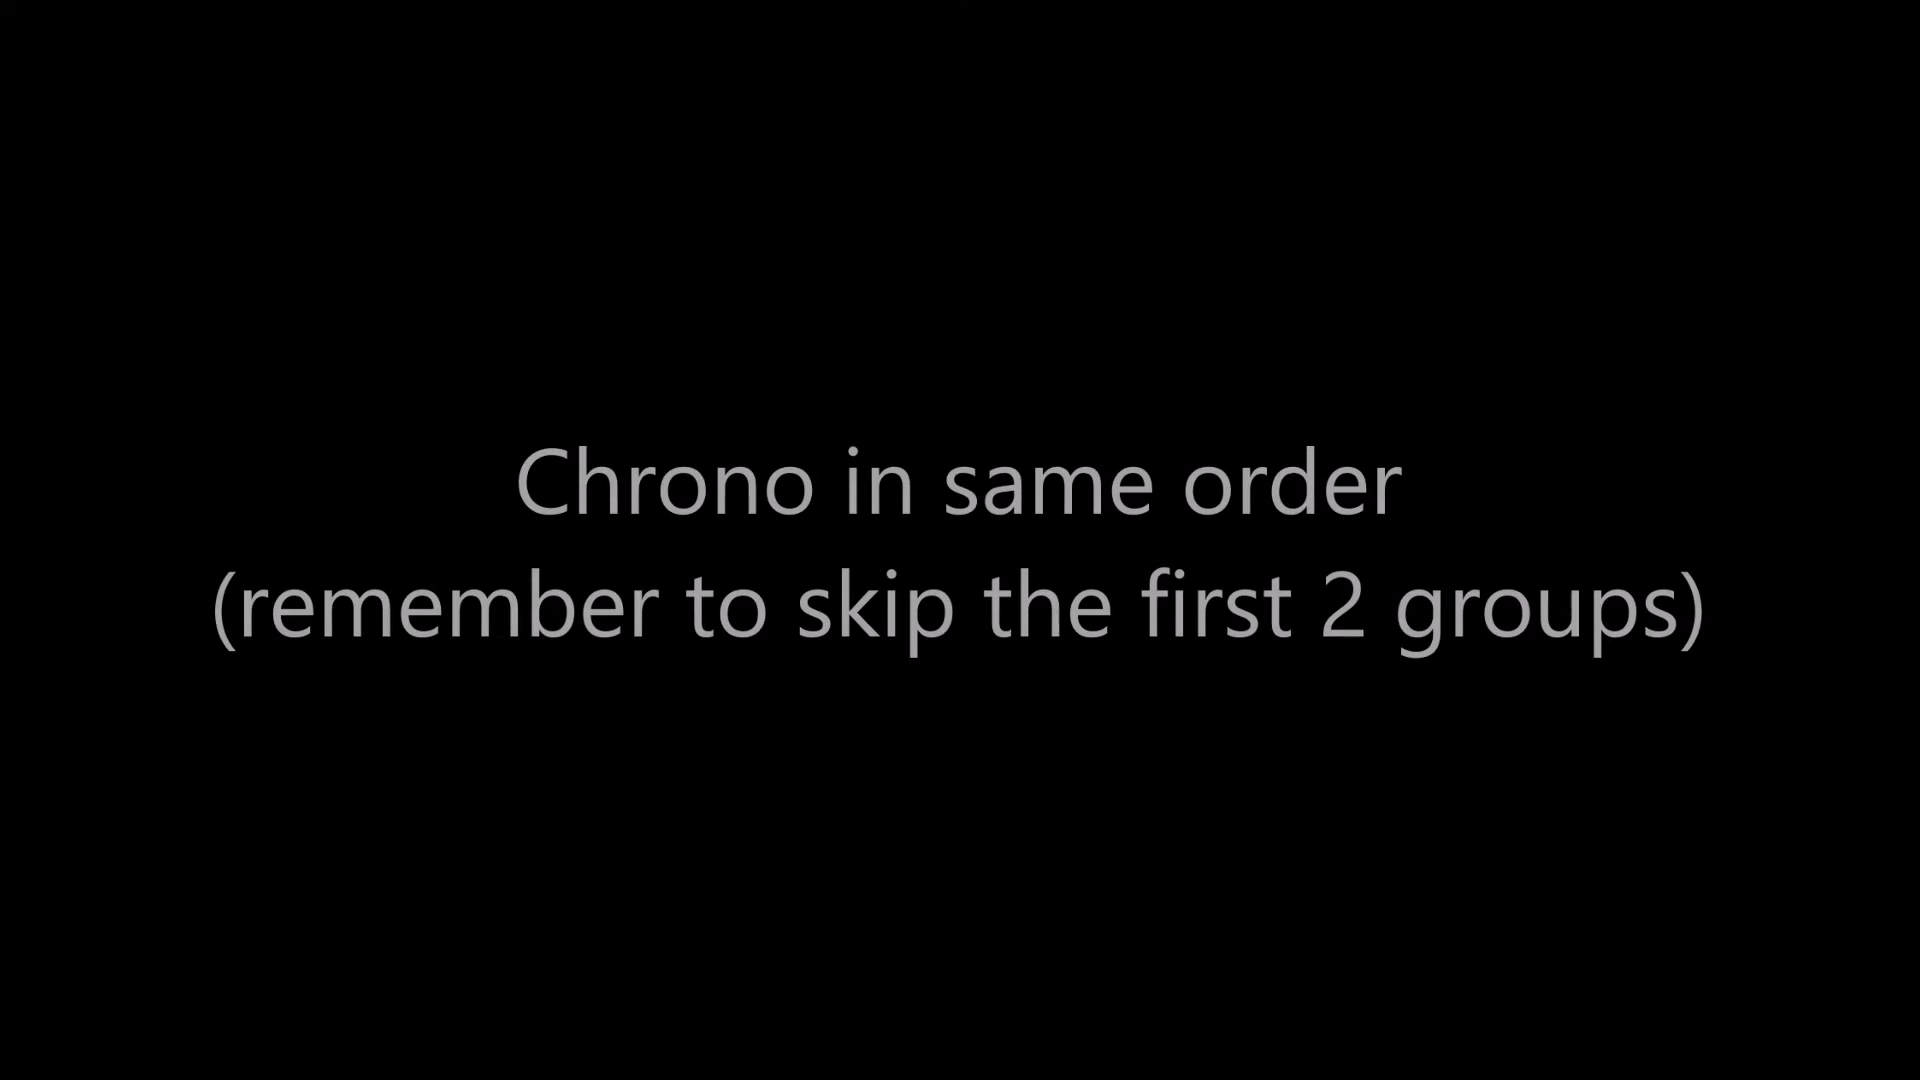 Chrono in same order
(remember to skip the first 2 groups)